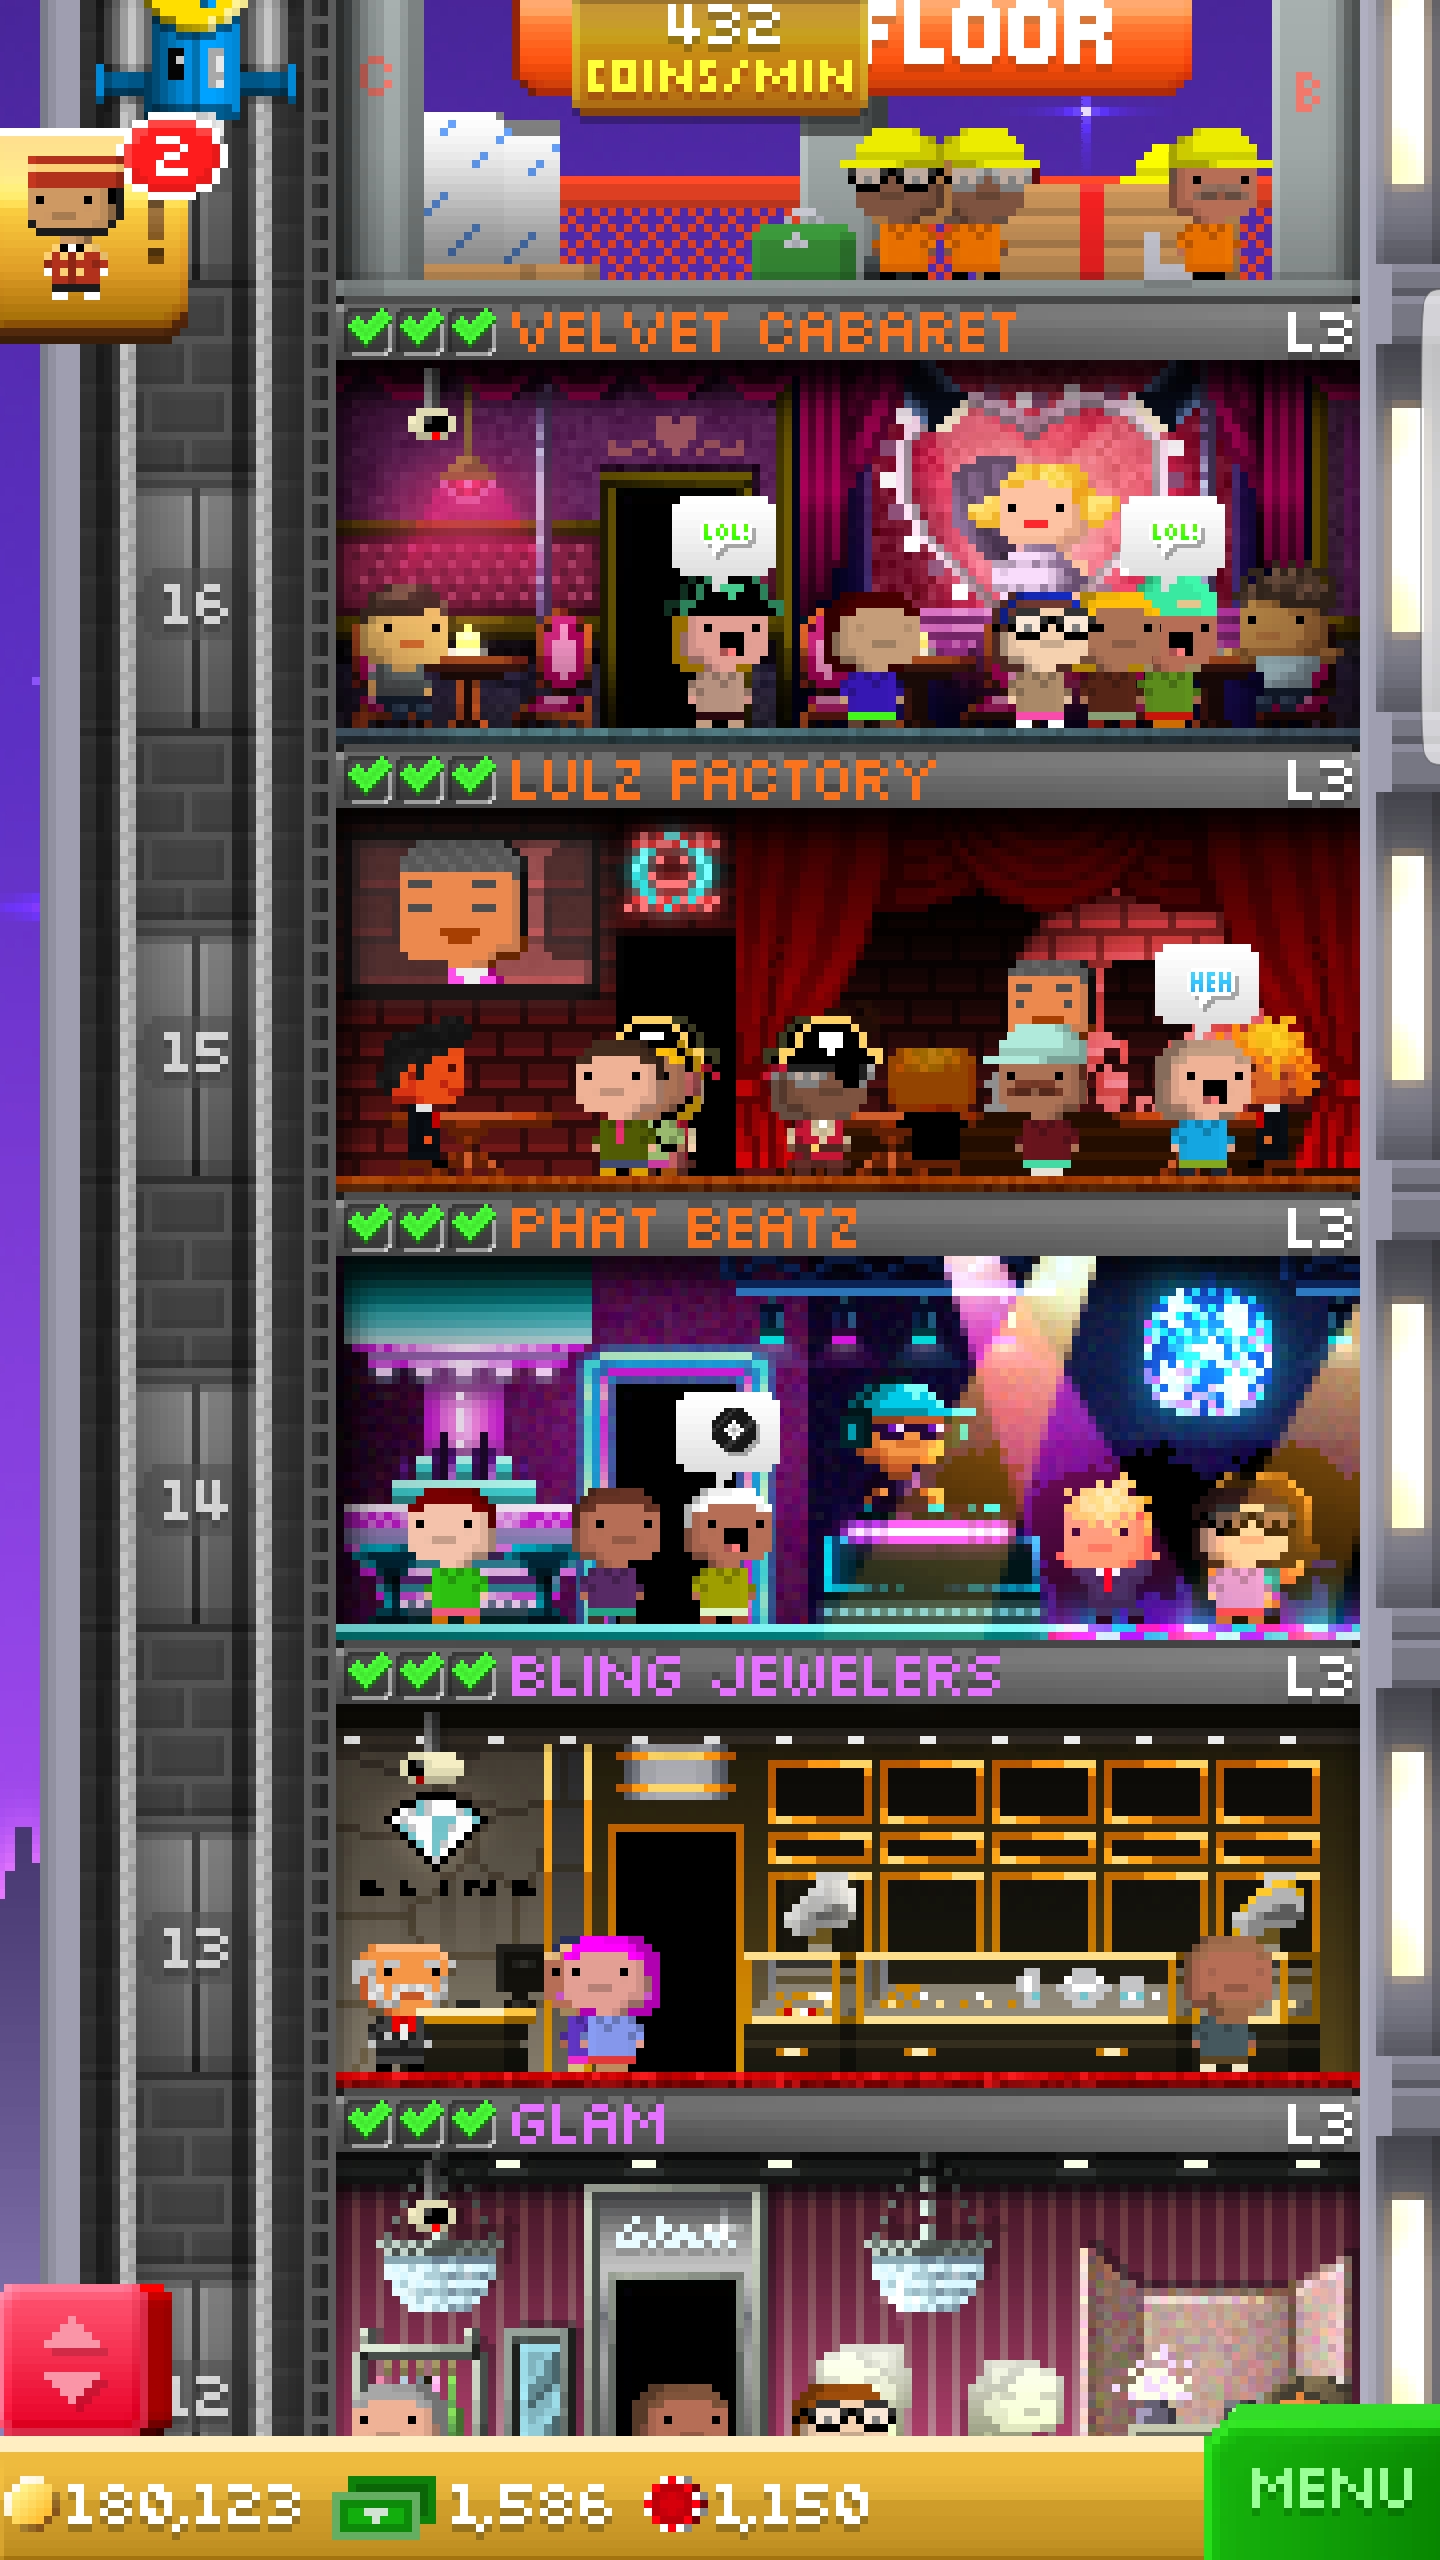 432
COINS/MIN
FLOOR
C
B
2
VELVET CABARET
L3
LOL!
LOL!
16
LULZ FACTORY
L3
HEH
15
PHAT BEATZ
L3
14
BLING JEWELERS
L3
BLING
13
GLAM
L3
Glam
12
180,123
1,586
1,150
MENU